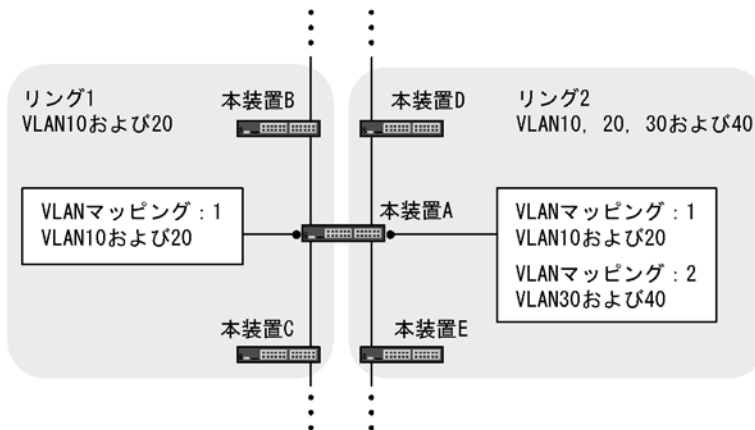 リング1
VLAN10および20
本装置B
本装置D
リング2
VLAN10, 20, 30および40
VLANマッピング：1
VLAN10および20
本装置A
VLANマッピング：1
VLAN10および20
VLANマッピング：2
VLAN30および40
本装置C
本装置E